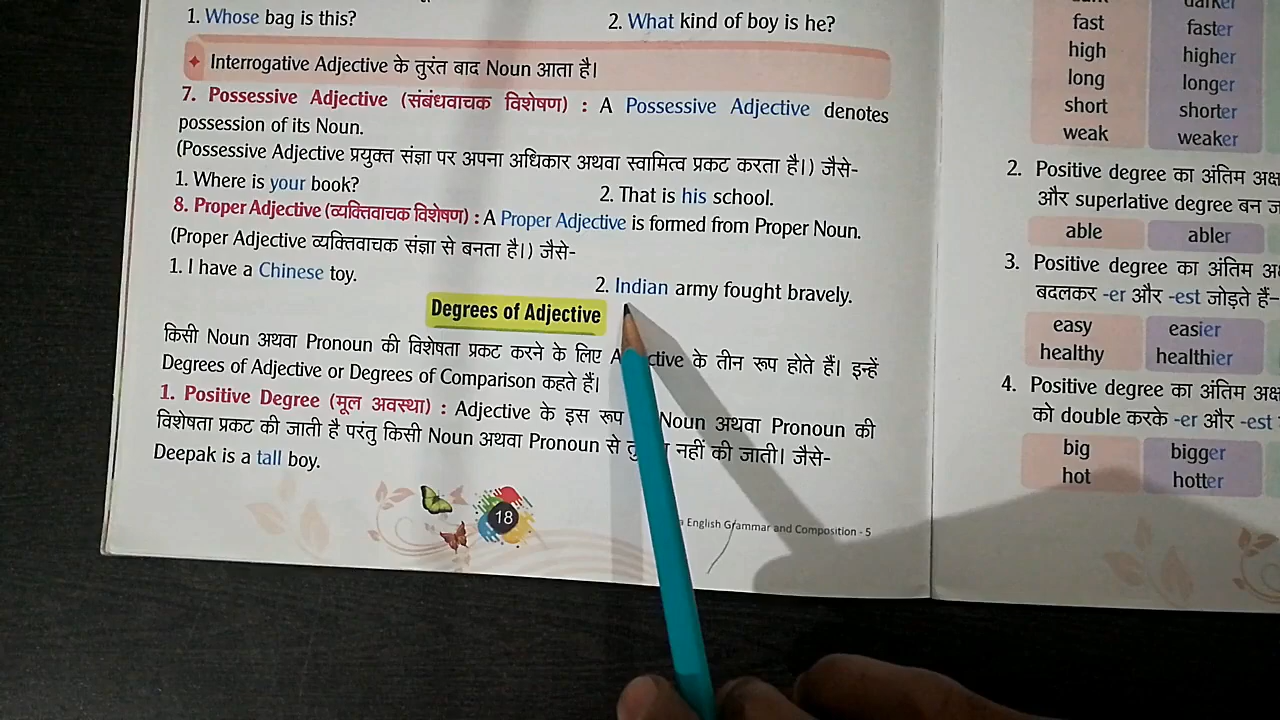 1. Whose bag is this? 2. What kind of boy is he?
Interrogative Adjective के तुरंत बाद Noun आता है।
7. Possessive Adjective (संबंधवाचक विशेषण) : A Possessive Adjective denotes
possession of its Noun.
(Possessive Adjective प्रयुक्त संज्ञा पर अपना अधिकार अथवा स्वामित्व प्रकट करता है।) जैसे-
1. Where is your book? 2. That is his school.
8. Proper Adjective (व्यक्तिवाचक विशेषण) : A Proper Adjective is formed from Proper Noun.
(Proper Adjective व्यक्तिवाचक संज्ञा से बनता है।) जैसे-
1. I have a Chinese toy. 2. Indian army fought bravely.
Degrees of Adjective
किसी Noun अथवा Pronoun की विशेषता प्रकट करने के लिए के तीन रूप होते हैं। इन्हें
Degrees of Adjective or Degrees of Comparison कहते हैं।
1. Positive Degree (मूल अवस्था) : Adjective के इस रूप Noun अथवा Pronoun की
विशेषता प्रकट की जाती है परंतु किसी Noun अथवा Pronoun से नहीं की जाती। जैसे-
Deepak is a tall boy.
18
English Grammar and Composition - 5
darker
fast faster
high higher
long longer
short shorter
weak weaker
2. Positive degree का अंतिम
और superlative degree बन
able abler
3. Positive degree का अंतिम
बदलकर -er और -est जोड़ते हैं-
easy easier
healthy healthier
4. Positive degree का अंतिम
को double करके -er और -est
big bigger
hot hotter